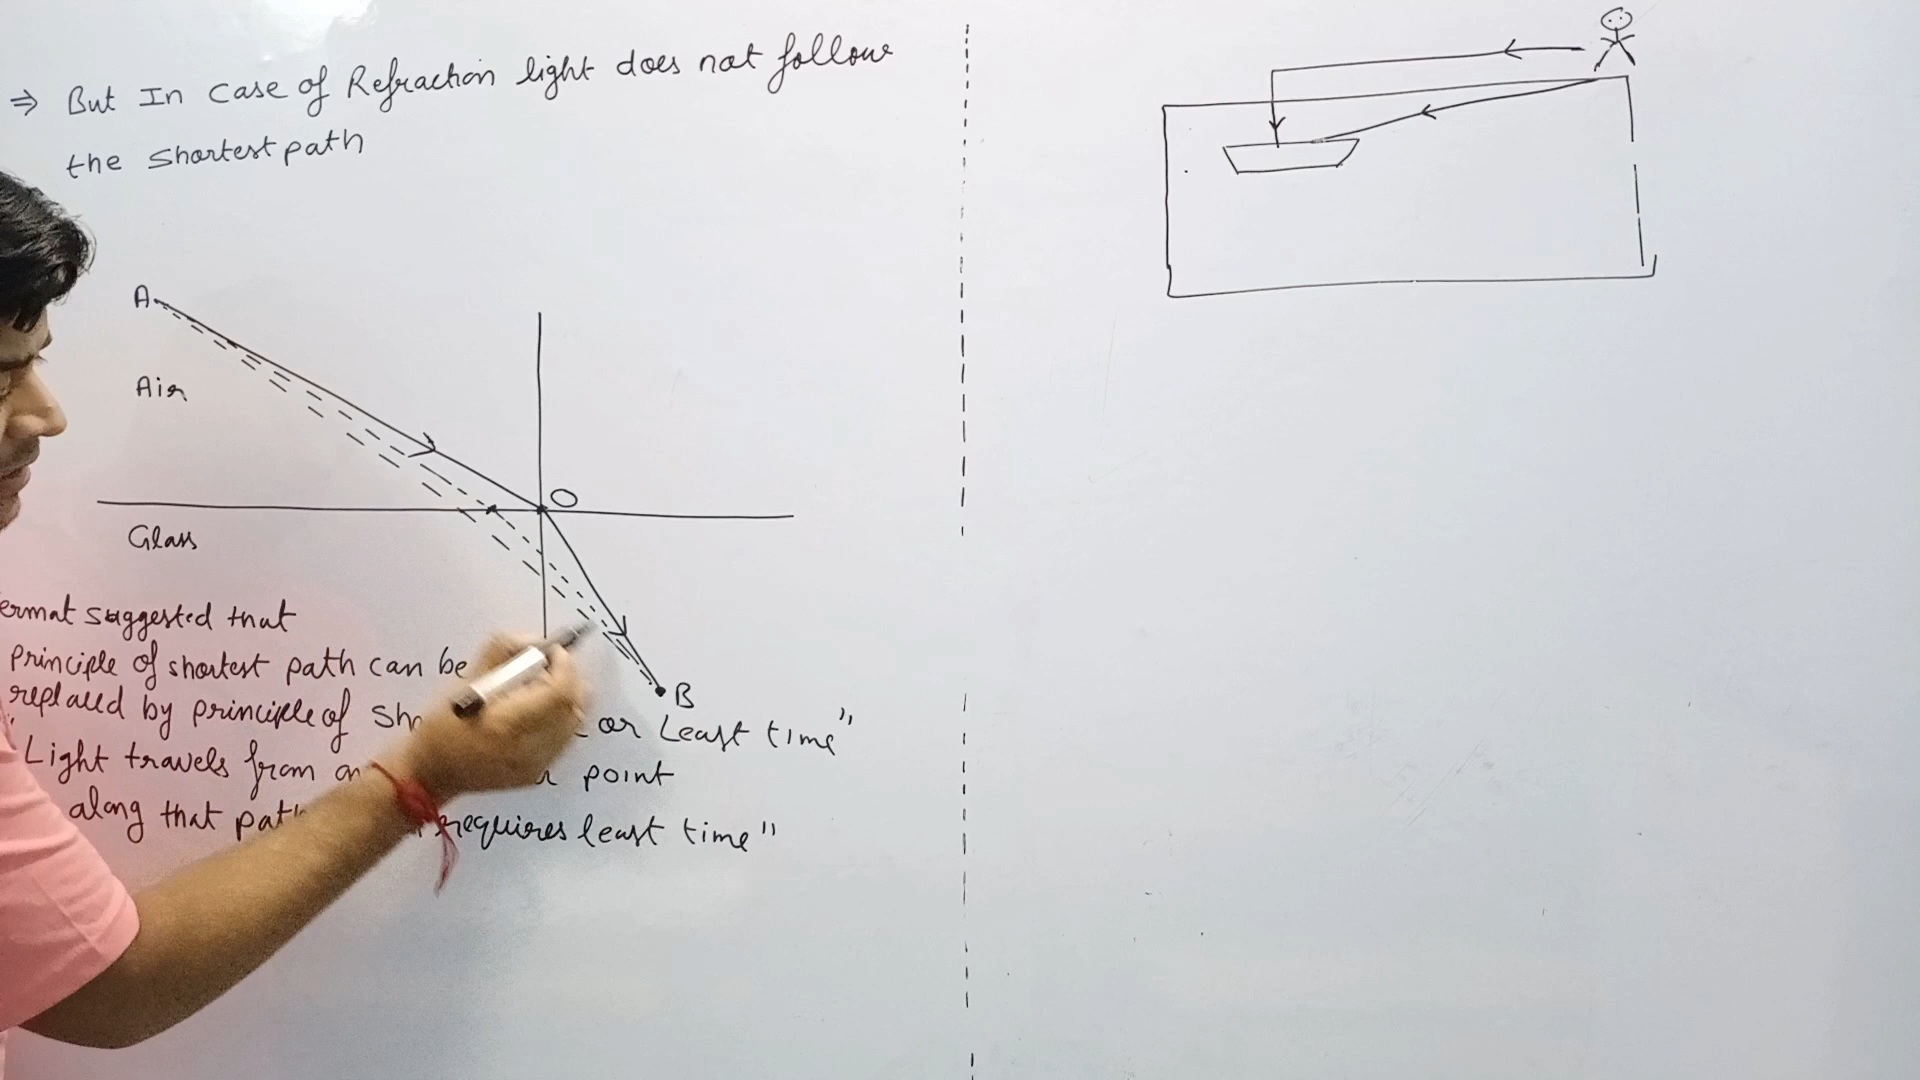 ⇒ But In case of Refraction light does not follow
the shortest path
A
Air
O
Glass
B
ermat suggested that
principle of shortest path can be
replaced by principle of Sho or Least time"
"Light travels from point
along that path requires least time"